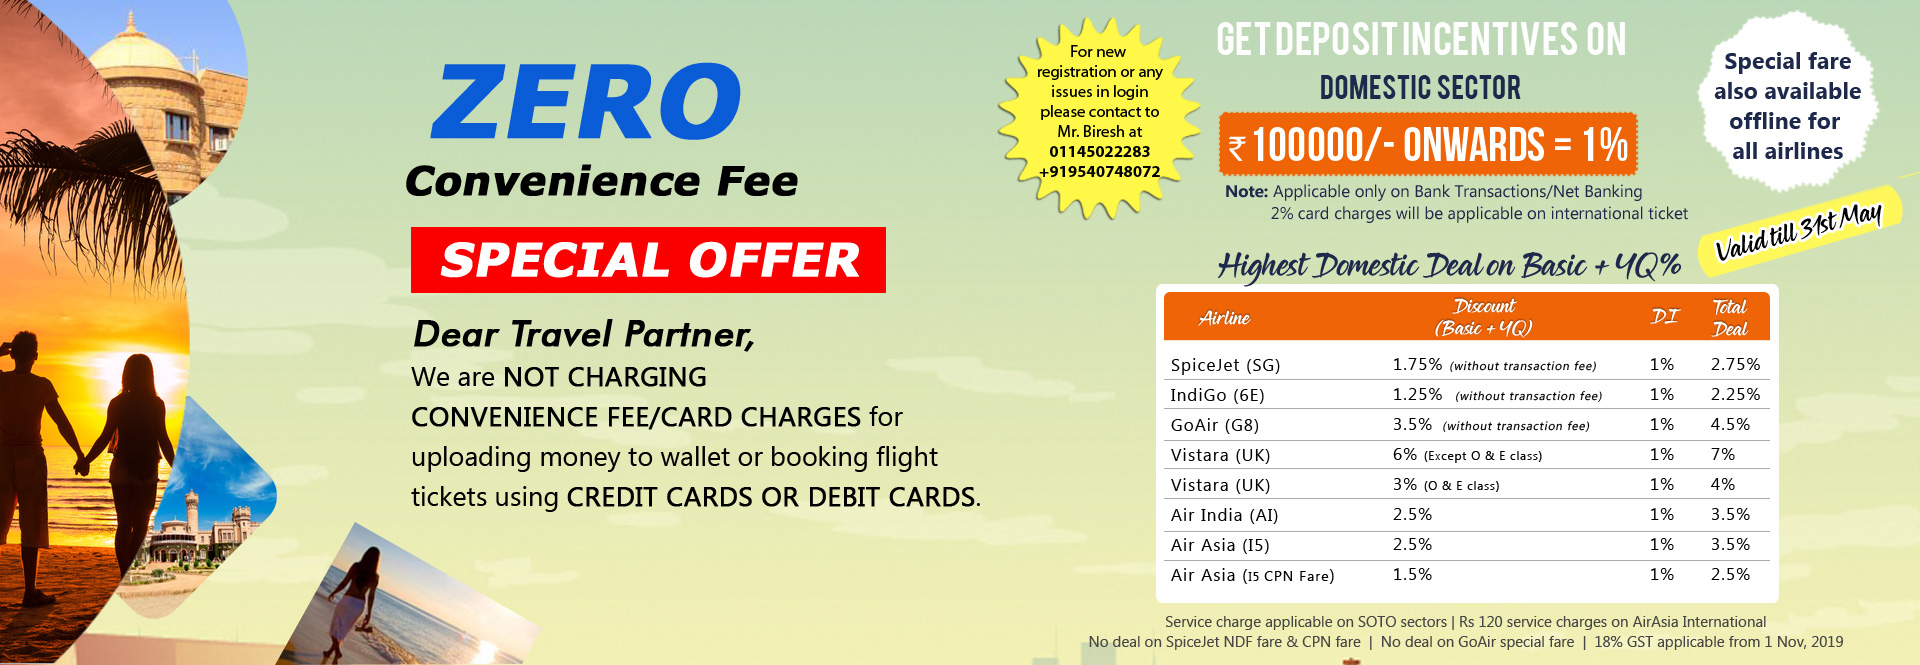 ZERO
Convenience Fee
SPECIAL OFFER
Dear Travel Partner,
We are NOT CHARGING
CONVENIENCE FEE/CARD CHARGES for
uploading money to wallet or booking flight
tickets using CREDIT CARDS OR DEBIT CARDS.
For new
registration or any
issues in login
please contact to
Mr. Biresh at
01145022283
+919540748072
GET DEPOSIT INCENTIVES ON
DOMESTIC SECTOR
₹ 100000/- ONWARDS = 1%
Note: Applicable only on Bank Transactions/Net Banking
2% card charges will be applicable on international ticket
Special fare
also available
offline for
all airlines
Valid till 31st May
Highest Domestic Deal on Basic + YQ%
Airline Discount (Basic + YQ) DI Total Deal
SpiceJet (SG) 1.75% (without transaction fee) 1% 2.75%
IndiGo (6E) 1.25% (without transaction fee) 1% 2.25%
GoAir (G8) 3.5% (without transaction fee) 1% 4.5%
Vistara (UK) 6% (Except O & E class) 1% 7%
Vistara (UK) 3% (O & E class) 1% 4%
Air India (AI) 2.5% 1% 3.5%
Air Asia (I5) 2.5% 1% 3.5%
Air Asia (I5 CPN Fare) 1.5% 1% 2.5%
Service charge applicable on SOTO sectors | Rs 120 service charges on AirAsia International
No deal on SpiceJet NDF fare & CPN fare | No deal on GoAir special fare | 18% GST applicable from 1 Nov, 2019